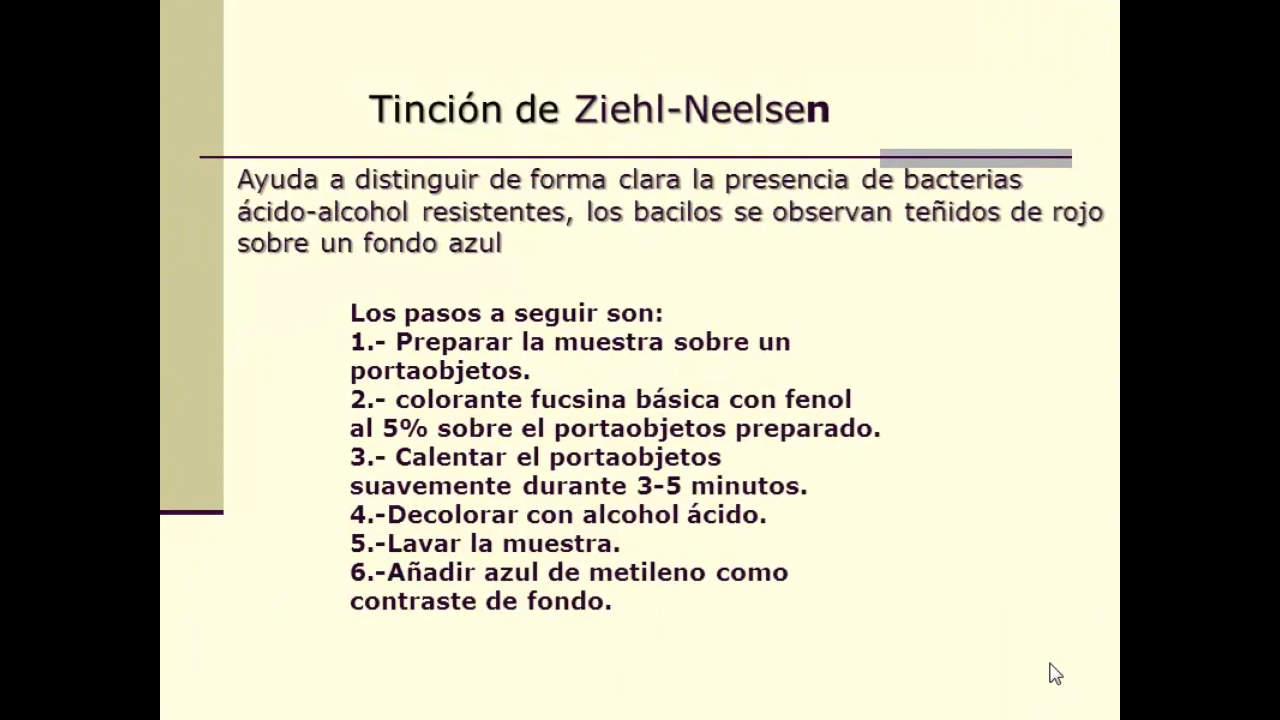 Tinción de Ziehl-Neelsen
Ayuda a distinguir de forma clara la presencia de bacterias
ácido-alcohol resistentes, los bacilos se observan teñidos de rojo
sobre un fondo azul
Los pasos a seguir son:
1.- Preparar la muestra sobre un
portaobjetos.
2.- colorante fucsina básica con fenol
al 5% sobre el portaobjetos preparado.
3.- Calentar el portaobjetos
suavemente durante 3-5 minutos.
4.-Decolorar con alcohol ácido.
5.-Lavar la muestra.
6.-Añadir azul de metileno como
contraste de fondo.